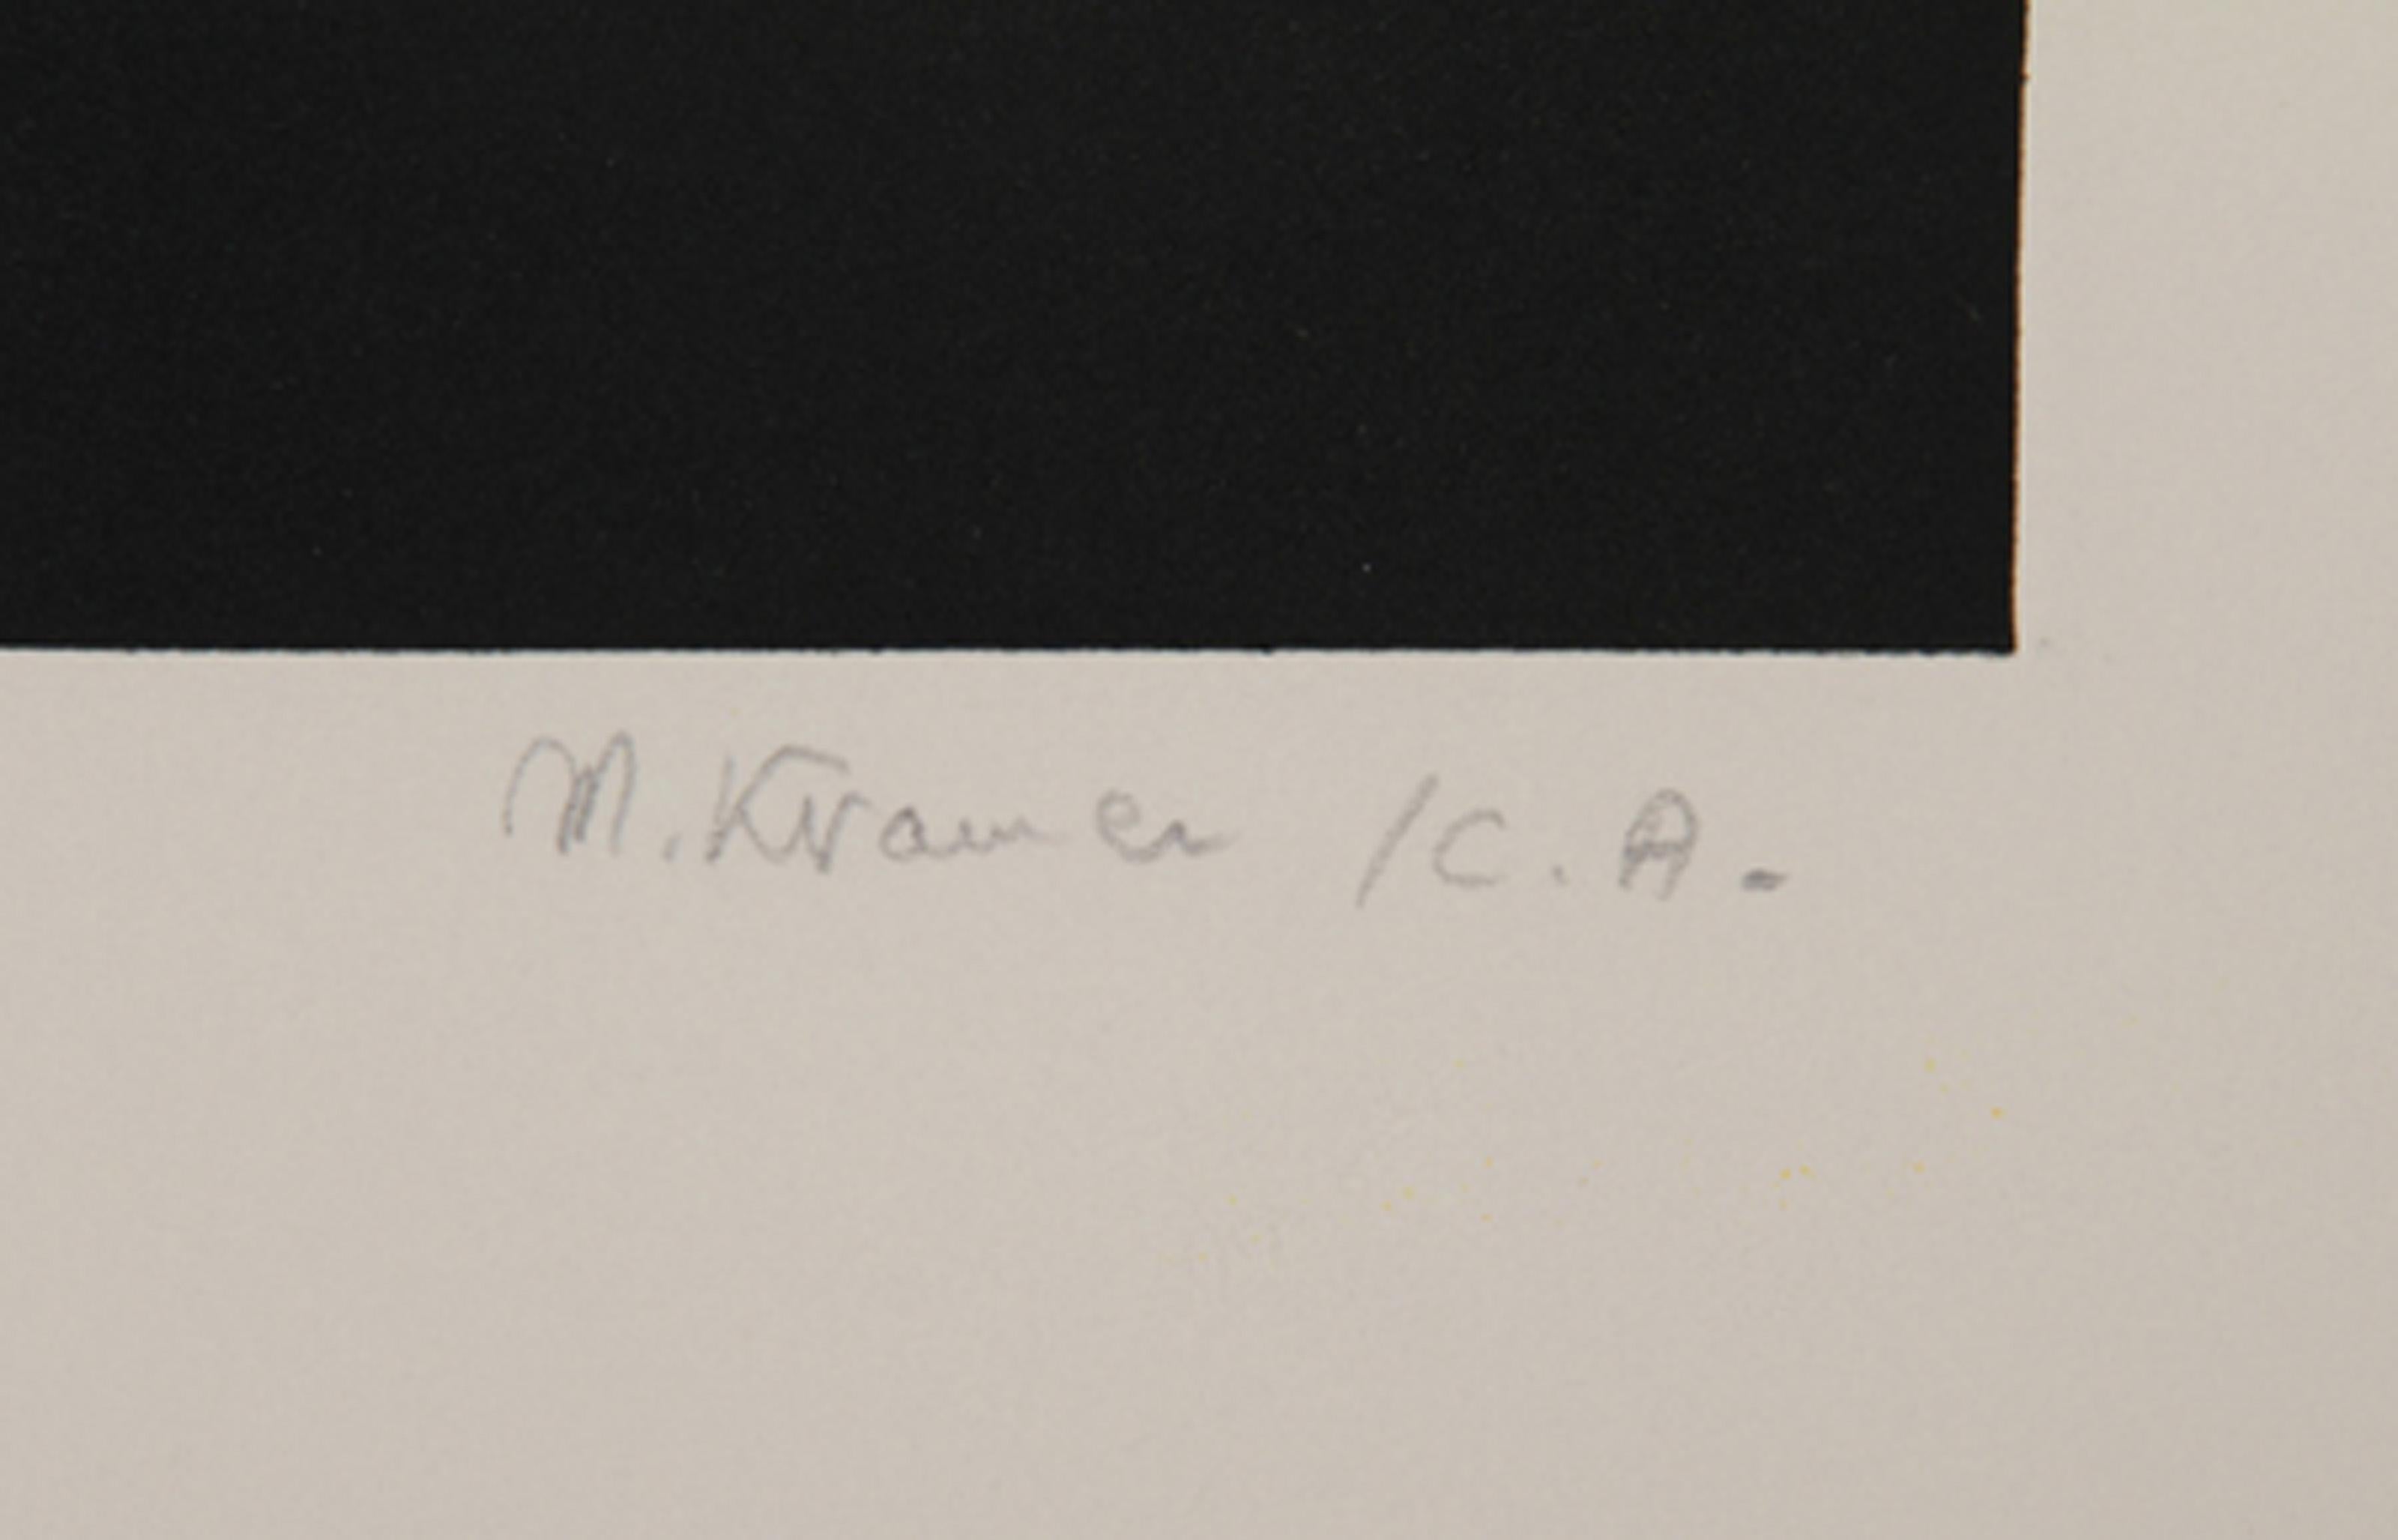 M. Kramer /C. A.